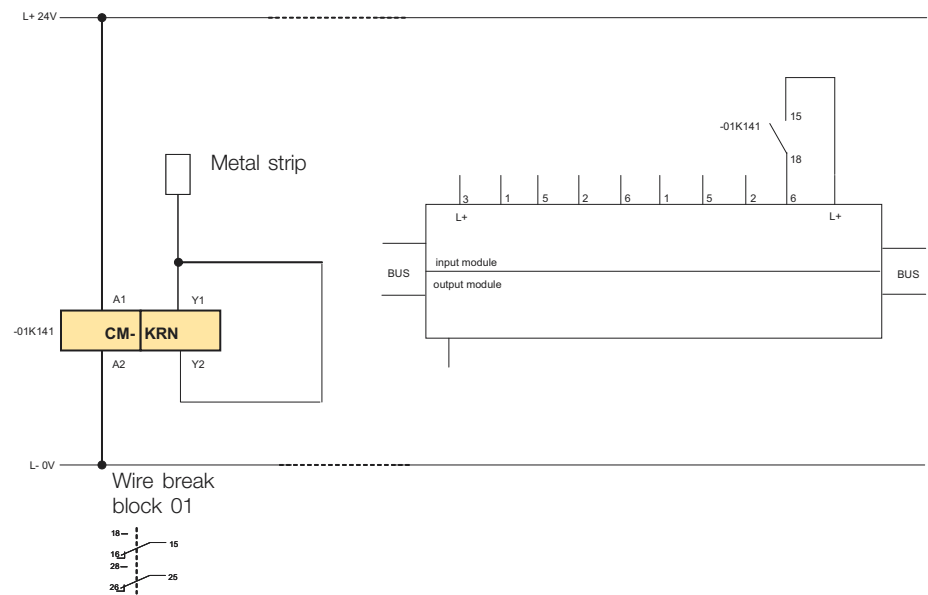 L+ 24V
-01K141
15
18
Metal strip
3
1
5
2
6
1
5
2
6
L+
L+
input module
output module
BUS
BUS
A1
Y1
-01K141
CM- KRN
A2
Y2
L- 0V
Wire break
block 01
18
16
15
28
26
25